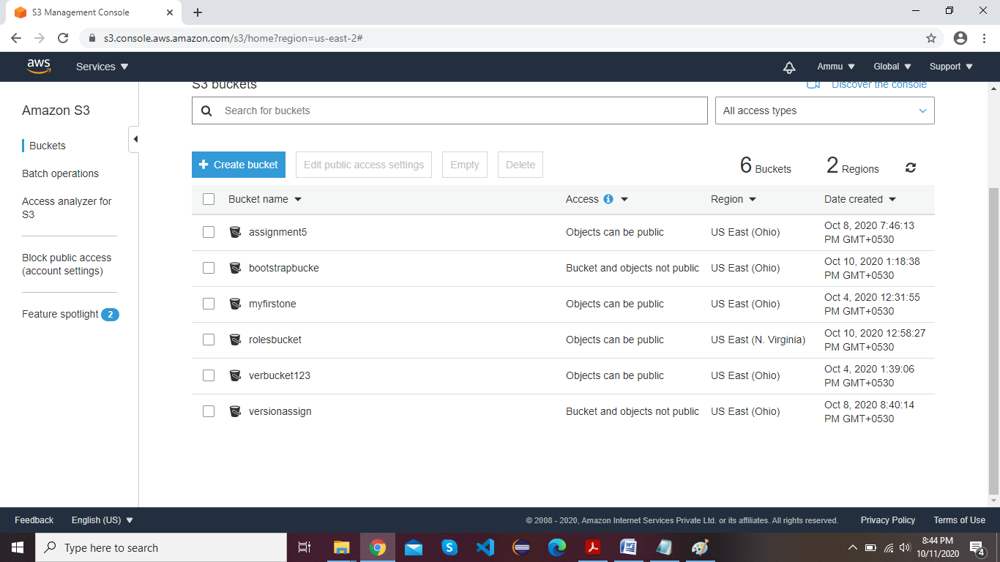 S3 Management Console
s3.console.aws.amazon.com/s3/home?region=us-east-2#
aws Services Ammu Global Support
S3 buckets Discover the console
Amazon S3
Buckets
Batch operations
Access analyzer for
S3
Block public access
(account settings)
Feature spotlight 2
Search for buckets All access types
Create bucket Edit public access settings Empty Delete 6 Buckets 2 Regions
Bucket name Access Region Date created
assignment5 Objects can be public US East (Ohio) Oct 8, 2020 7:46:13
PM GMT+0530
bootstrapbucke Bucket and objects not public US East (Ohio) Oct 10, 2020 1:18:38
PM GMT+0530
myfirstone Objects can be public US East (Ohio) Oct 4, 2020 12:31:55
PM GMT+0530
rolesbucket Objects can be public US East (N. Virginia) Oct 10, 2020 12:58:27
PM GMT+0530
verbucket123 Objects can be public US East (Ohio) Oct 4, 2020 1:39:06
PM GMT+0530
versionassign Bucket and objects not public US East (Ohio) Oct 8, 2020 8:40:14
PM GMT+0530
Feedback English (US) © 2008 - 2020, Amazon Internet Services Private Ltd. or its affiliates. All rights reserved. Privacy Policy Terms of Use
Type here to search
8:44 PM
10/11/2020
4